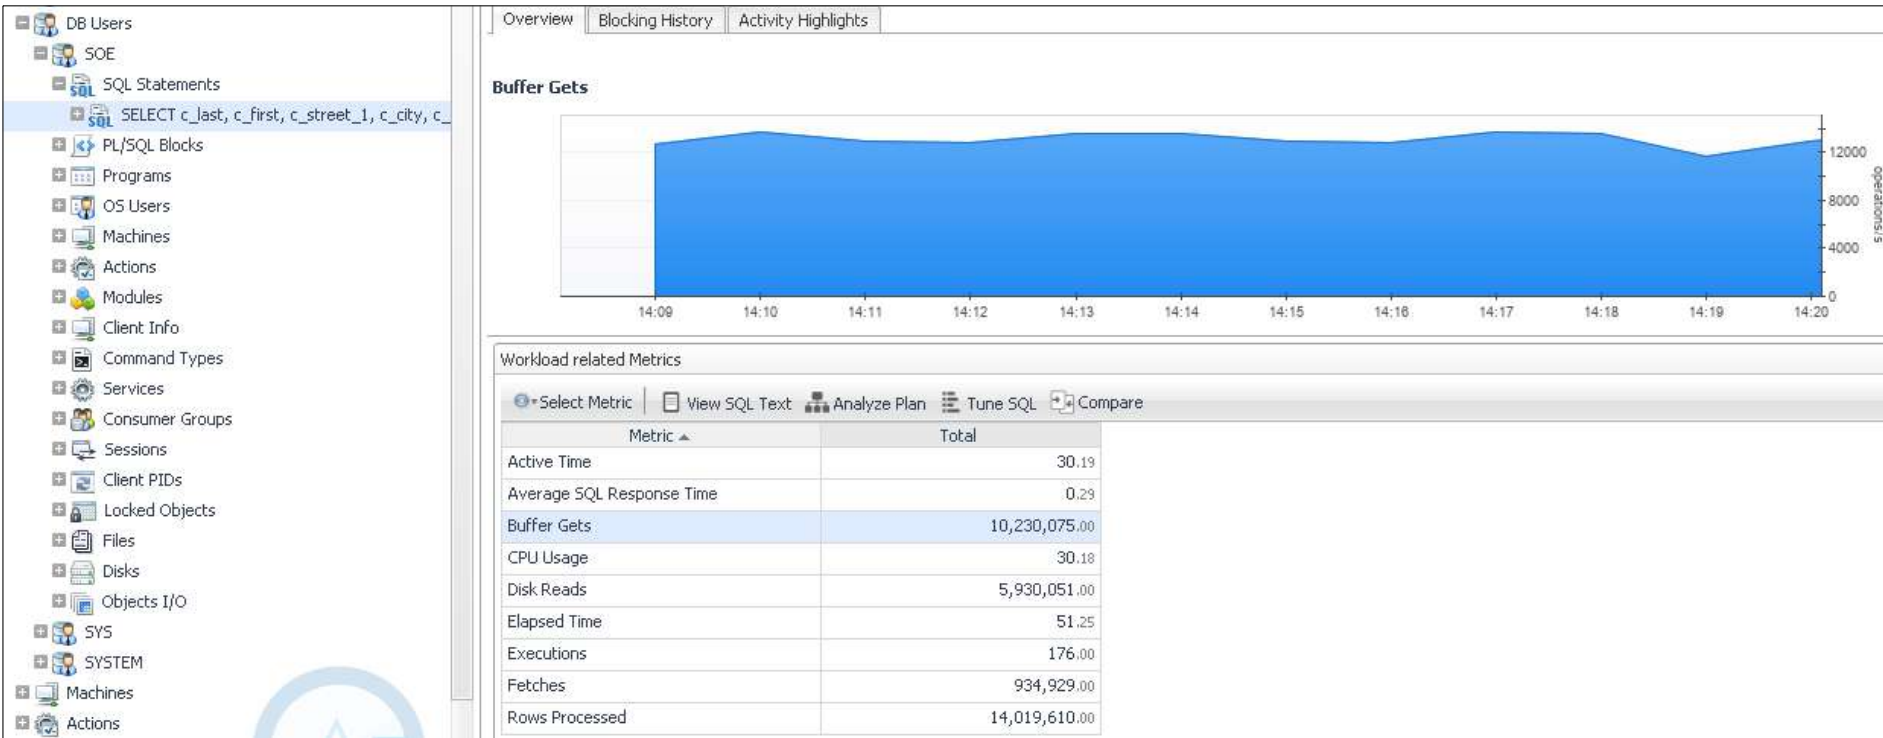 DB Users
SOE
SQL Statements
SQL SELECT c_last, c_first, c_street_1, c_city, c_
PL/SQL Blocks
Programs
OS Users
Machines
Actions
Modules
Client Info
Command Types
Services
Consumer Groups
Sessions
Client PIDs
Locked Objects
Files
Disks
Objects I/O
SYS
SYSTEM
Machines
Actions
Overview Blocking History Activity Highlights
Buffer Gets
12000
8000
4000
0
operations/s
14:09 14:10 14:11 14:12 14:13 14:14 14:15 14:16 14:17 14:18 14:19 14:20
Workload related Metrics
Select Metric View SQL Text Analyze Plan Tune SQL Compare
Metric Total
Active Time 30.19
Average SQL Response Time 0.29
Buffer Gets 10,230,075.00
CPU Usage 30.18
Disk Reads 5,930,051.00
Elapsed Time 51.25
Executions 176.00
Fetches 934,929.00
Rows Processed 14,019,610.00